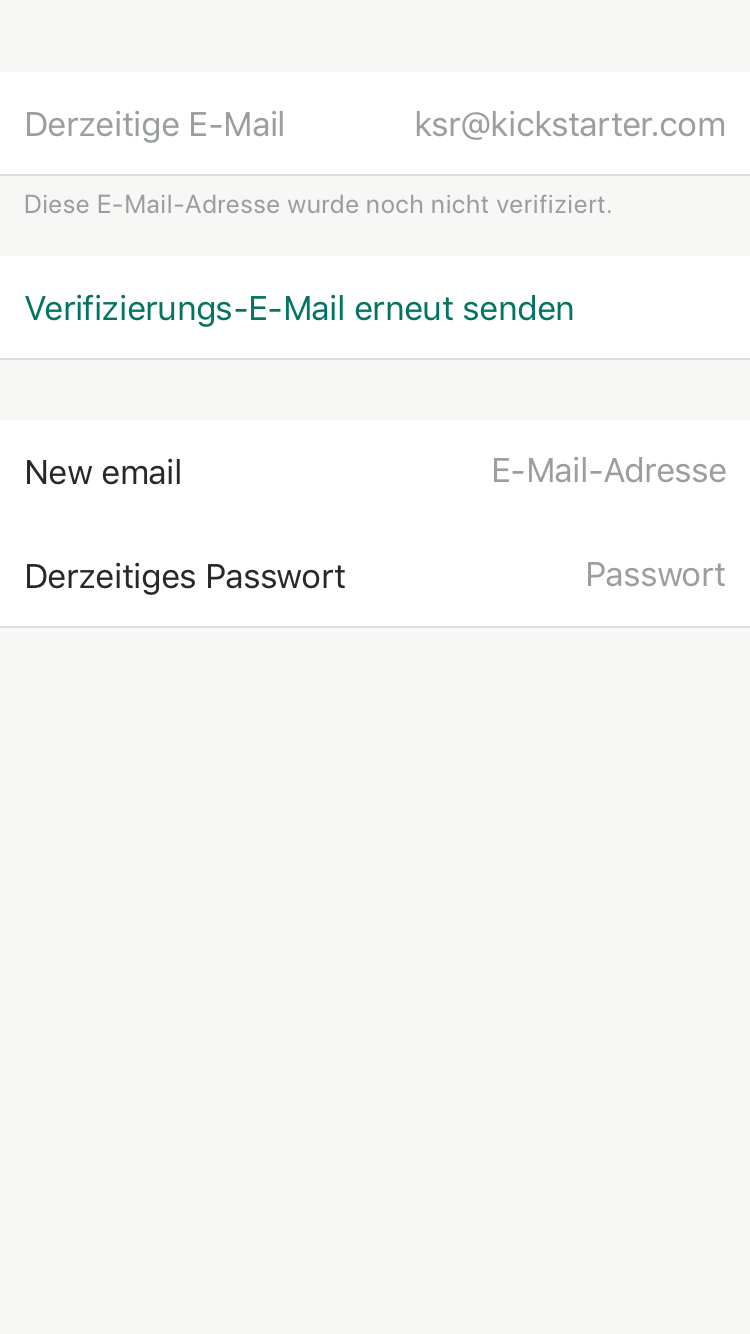 Derzeitige E-Mail ksr@kickstarter.com
Diese E-Mail-Adresse wurde noch nicht verifiziert.
Verifizierungs-E-Mail erneut senden
New email E-Mail-Adresse
Derzeitiges Passwort Passwort